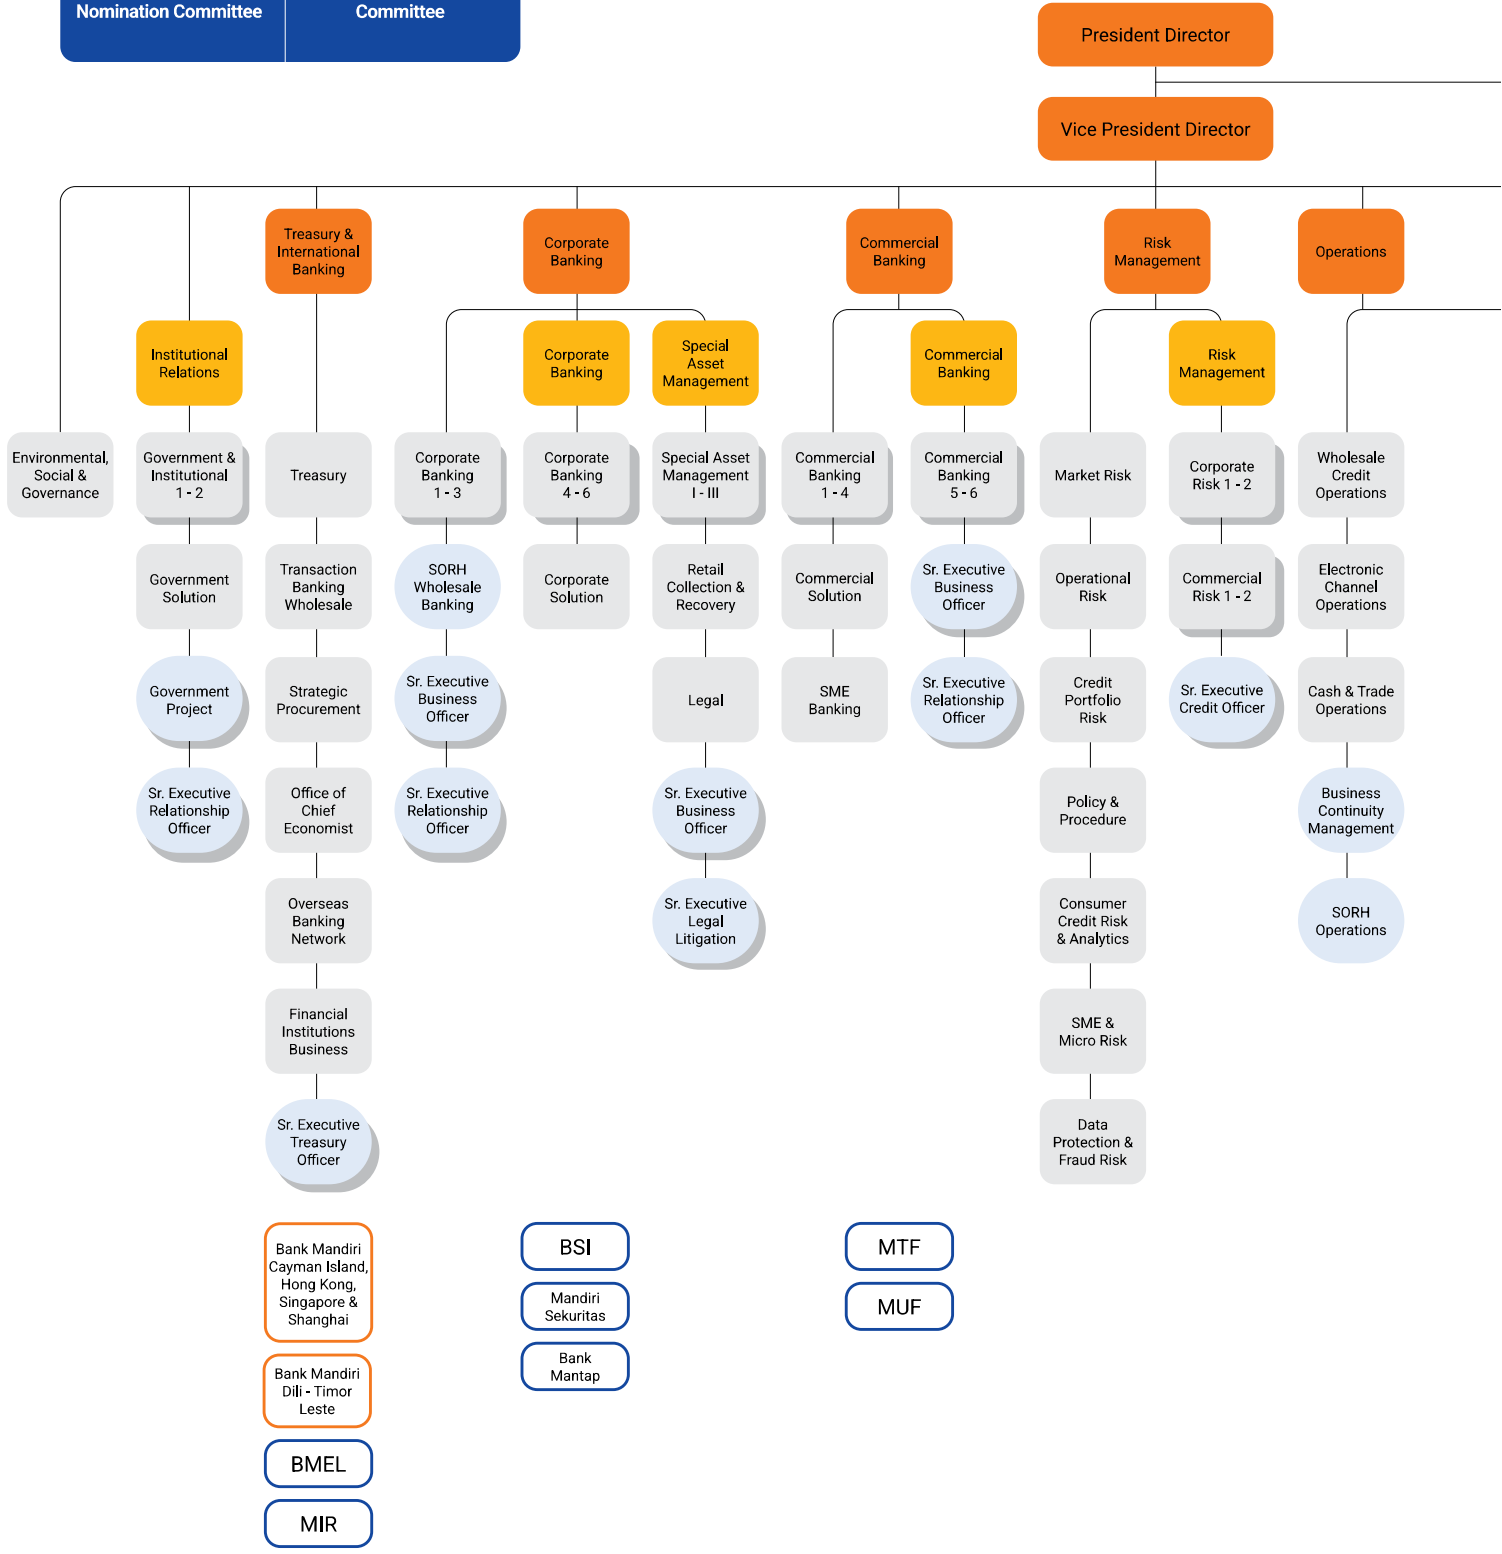 Nomination Committee
Committee
President Director
Vice President Director
Treasury &
International
Banking
Corporate
Banking
Commercial
Banking
Risk
Management
Operations
Institutional
Relations
Corporate
Banking
Special
Asset
Management
Commercial
Banking
Risk
Management
Environmental,
Social &
Governance
Government &
Institutional
1 - 2
Treasury
Corporate
Banking
1 - 3
Corporate
Banking
4 - 6
Special Asset
Management
I - III
Commercial
Banking
1 - 4
Commercial
Banking
5 - 6
Market Risk
Corporate
Risk 1 - 2
Wholesale
Credit
Operations
Government
Solution
Transaction
Banking
Wholesale
SORH
Wholesale
Banking
Corporate
Solution
Retail
Collection &
Recovery
Commercial
Solution
Sr. Executive
Business
Officer
Operational
Risk
Commercial
Risk 1 - 2
Electronic
Channel
Operations
Government
Project
Strategic
Procurement
Sr. Executive
Business
Officer
Legal
SME
Banking
Sr. Executive
Relationship
Officer
Credit
Portfolio
Risk
Sr. Executive
Credit Officer
Cash & Trade
Operations
Sr. Executive
Relationship
Officer
Office of
Chief
Economist
Sr. Executive
Relationship
Officer
Sr. Executive
Business
Officer
Policy &
Procedure
Business
Continuity
Management
Overseas
Banking
Network
Sr. Executive
Legal
Litigation
Consumer
Credit Risk
& Analytics
SORH
Operations
Financial
Institutions
Business
SME &
Micro Risk
Sr. Executive
Treasury
Officer
Data
Protection &
Fraud Risk
Bank Mandiri
Cayman Island,
Hong Kong,
Singapore &
Shanghai
BSI
MTF
Mandiri
Sekuritas
MUF
Bank
Mantap
Bank Mandiri
Dili - Timor
Leste
BMEL
MIR